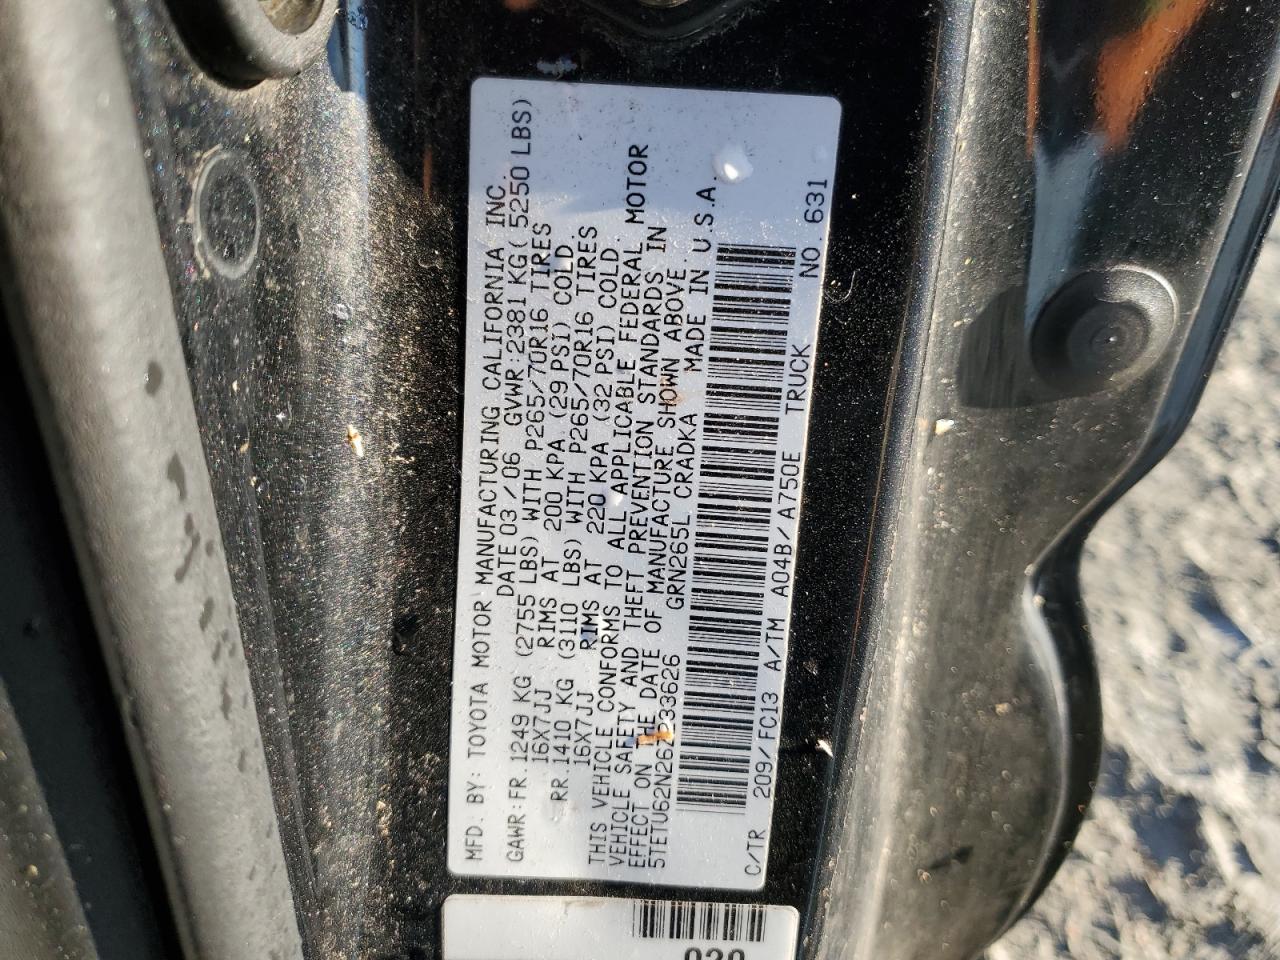 MFD. BY: TOYOTA MOTOR MANUFACTURING CALIFORNIA INC.
DATE 03 /06 GVWR:2381 KG( 5250 LBS)
GAWR:FR 1249 KG (2755 LBS) WITH P265/70R16 TIRES
16X7JJ RIMS AT 200 KPA (29 PSI) COLD
RR 1410 KG (3110 LBS) WITH P265/70R16 TIRES
16X7JJ RIMS AT 220 KPA (32 PSI) COLD.
THIS VEHICLE CONFORMS TO ALL APPLICABLE FEDERAL MOTOR
VEHICLE SAFETY AND THEFT PREVENTION STANDARDS IN
EFFECT ON THE DATE OF MANUFACTURE SHOWN ABOVE.
GRN265L CRADKA MADE IN U.S.A.
C/TR 209/FC13 A/TM A04B/A750E TRUCK NO. 631